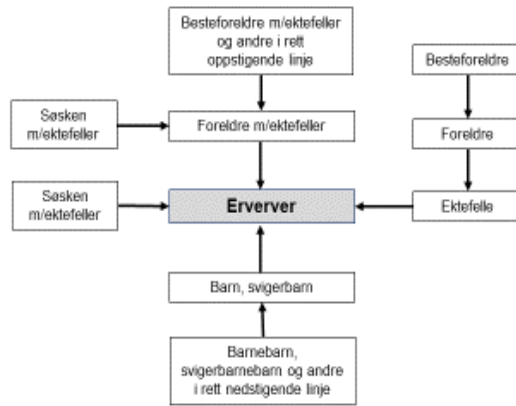 Besteforeldre m/ektefeller
og andre i rett
oppstigende linje
Besteforeldre
Søsken
m/ektefeller
Foreldre m/ektefeller
Foreldre
Søsken
m/ektefeller
Erverver
Ektefelle
Barn, svigerbarn
Barnebarn,
svigerbarnebarn og andre
i rett nedstigende linje